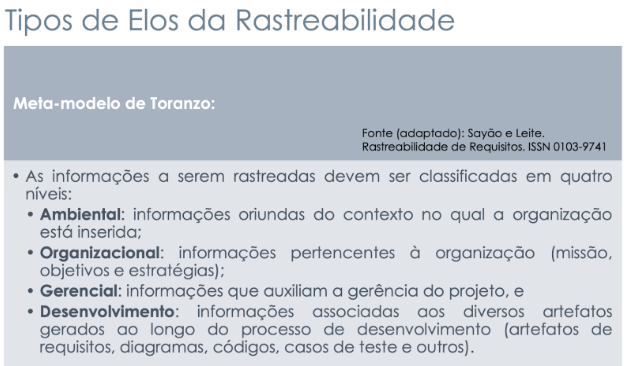 Tipos de Elos da Rastreabilidade
Meta-modelo de Toranzo:
Fonte (adaptado): Sayão e Leite.
Rastreabilidade de Requisitos. ISSN 0103-9741
• As informações a serem rastreadas devem ser classificadas em quatro
níveis:
• Ambiental: informações oriundas do contexto no qual a organização
está inserida;
• Organizacional: informações pertencentes à organização (missão,
objetivos e estratégias);
• Gerencial: informações que auxiliam a gerência do projeto, e
• Desenvolvimento: informações associadas aos diversos artefatos
gerados ao longo do processo de desenvolvimento (artefatos de
requisitos, diagramas, códigos, casos de teste e outros).